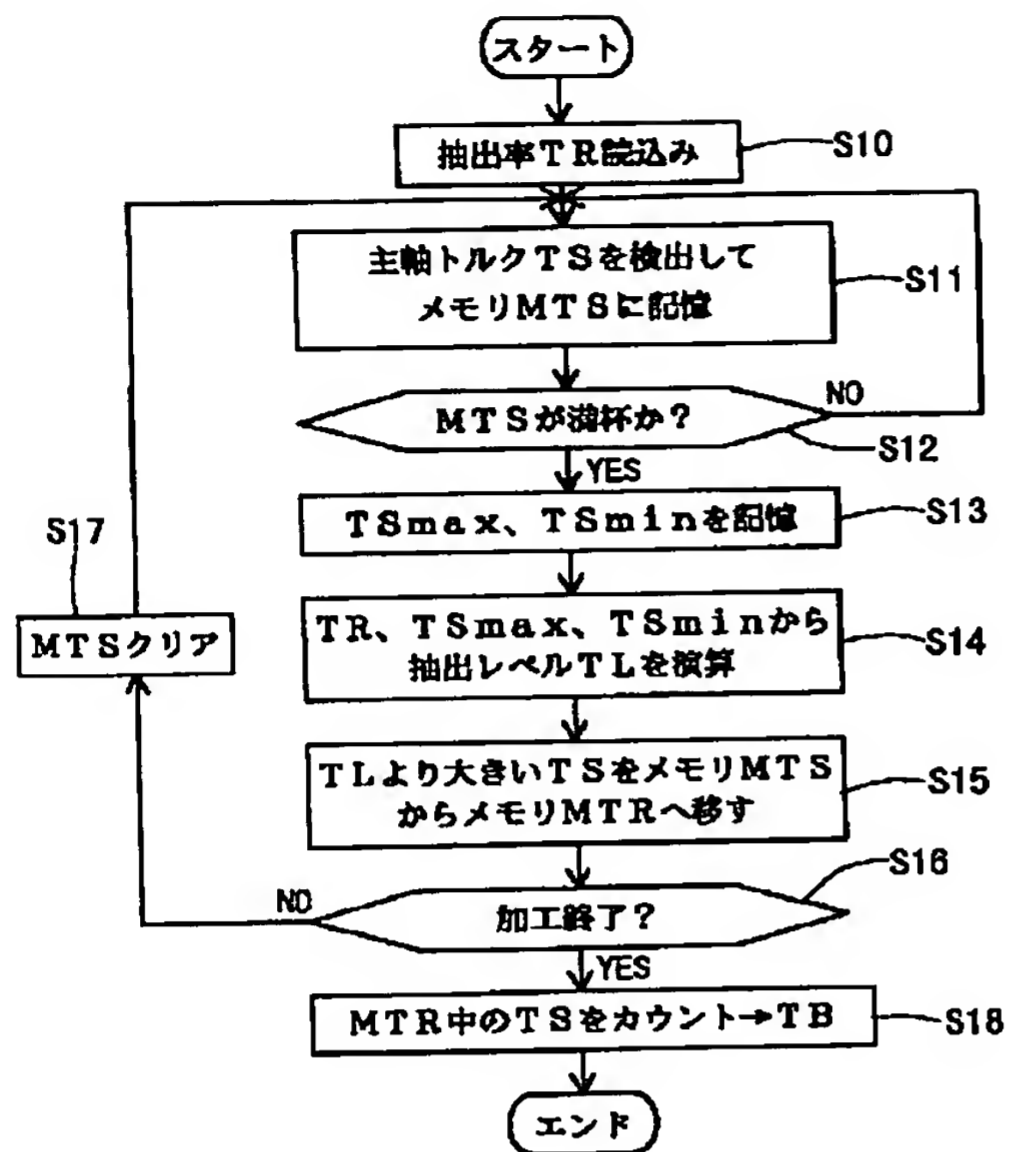 スタート
抽出率TR読込み
S10
主軸トルクTSを検出して
メモリMTSに記憶
S11
MTSが満杯か?
NO
S12
YES
TSmax、TSminを記憶
S13
TR、TSmax、TSminから
抽出レベルTLを演算
S14
TLより大きいTSをメモリMTS
からメモリMTRへ移す
S15
加工終了?
S16
NO
S17
MTSクリア
YES
MTR中のTSをカウント→TB
S18
エンド